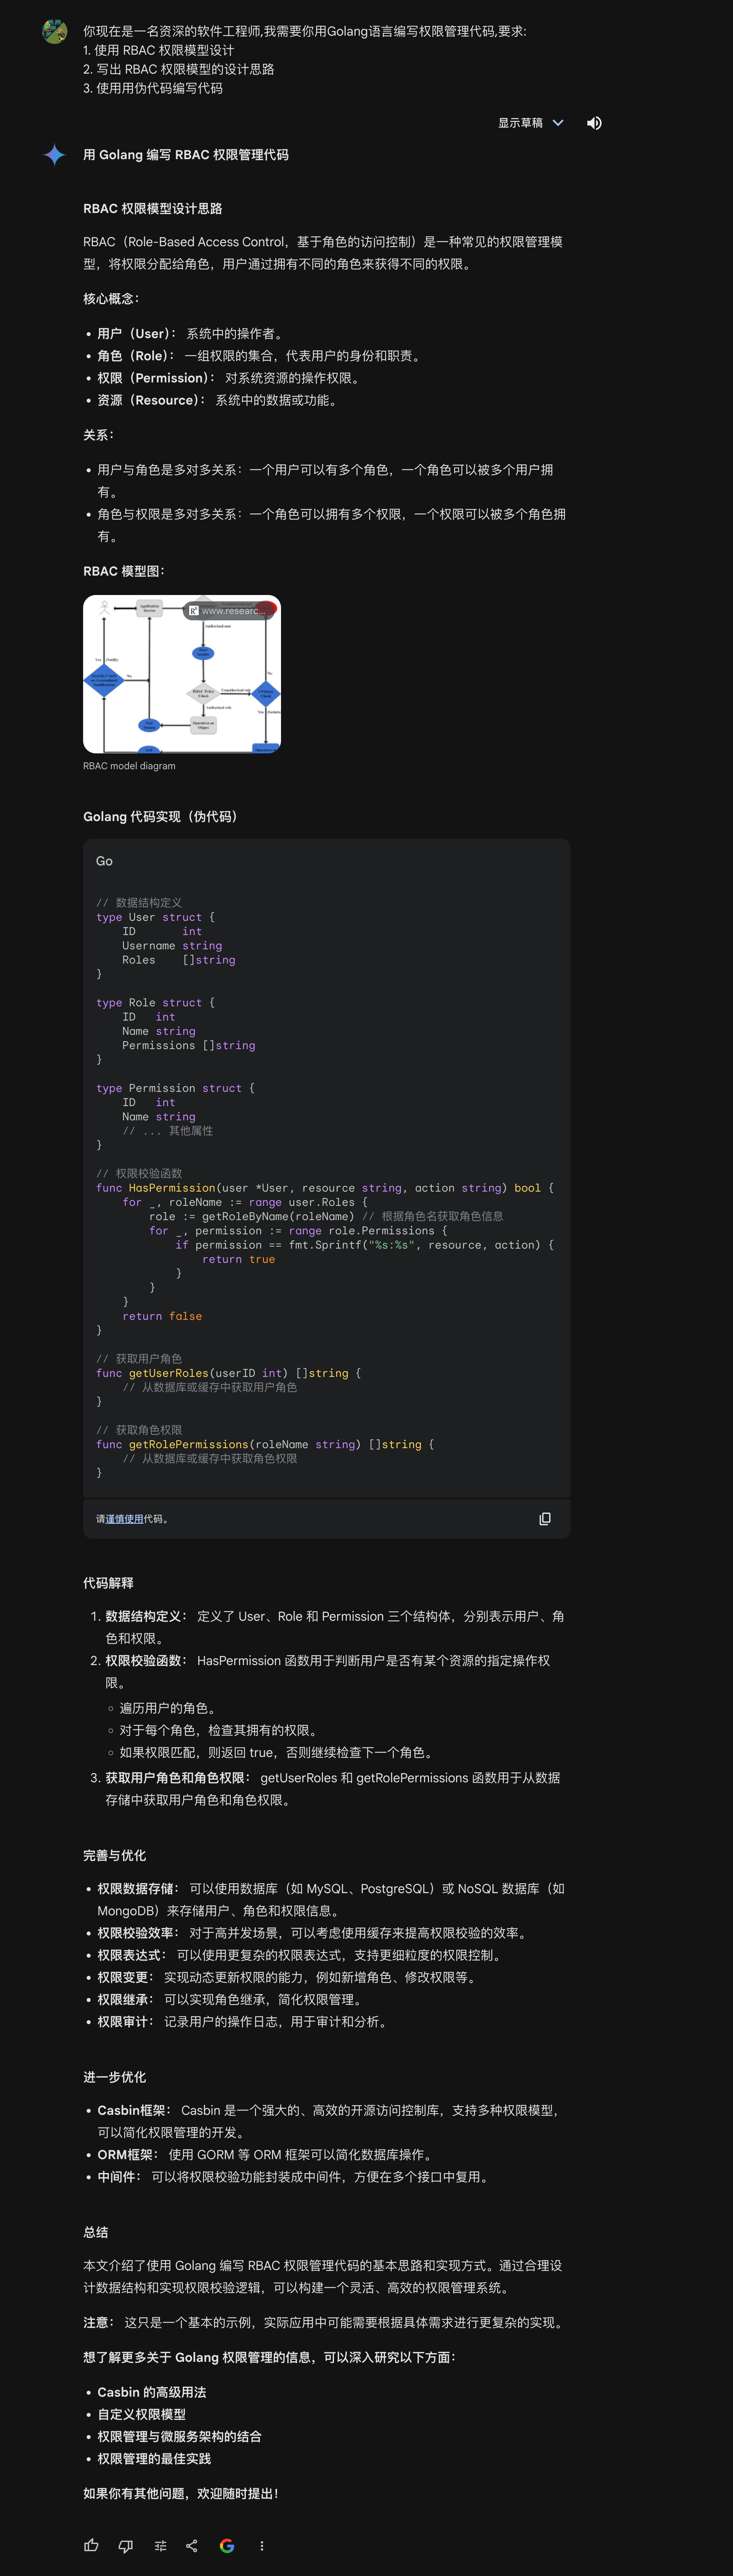 你现在是一名资深的软件工程师,我需要你用Golang语言编写权限管理代码,要求:
1. 使用 RBAC 权限模型设计
2. 写出 RBAC 权限模型的设计思路
3. 使用用伪代码编写代码
显示草稿
用 Golang 编写 RBAC 权限管理代码
RBAC 权限模型设计思路
RBAC（Role-Based Access Control，基于角色的访问控制）是一种常见的权限管理模
型，将权限分配给角色，用户通过拥有不同的角色来获得不同的权限。
核心概念：
• 用户（User）： 系统中的操作者。
• 角色（Role）： 一组权限的集合，代表用户的身份和职责。
• 权限（Permission）： 对系统资源的操作权限。
• 资源（Resource）： 系统中的数据或功能。
关系：
• 用户与角色是多对多关系：一个用户可以有多个角色，一个角色可以被多个用户拥
有。
• 角色与权限是多对多关系：一个角色可以拥有多个权限，一个权限可以被多个角色拥
有。
RBAC 模型图：
www.researc...
Authorized user
No
Unauthorized role
Authorized role
RBAC model diagram
Golang 代码实现（伪代码）
Go
// 数据结构定义
type User struct {
    ID       int
    Username string
    Roles    []string
}
type Role struct {
    ID   int
    Name string
    Permissions []string
}
type Permission struct {
    ID   int
    Name string
    // ... 其他属性
}
// 权限校验函数
func HasPermission(user *User, resource string, action string) bool {
    for _, roleName := range user.Roles {
        role := getRoleByName(roleName) // 根据角色名获取角色信息
        for _, permission := range role.Permissions {
            if permission == fmt.Sprintf("%s:%s", resource, action) {
                return true
            }
        }
    }
    return false
}
// 获取用户角色
func getUserRoles(userID int) []string {
    // 从数据库或缓存中获取用户角色
}
// 获取角色权限
func getRolePermissions(roleName string) []string {
    // 从数据库或缓存中获取角色权限
}
请谨慎使用代码。
代码解释
1. 数据结构定义： 定义了 User、Role 和 Permission 三个结构体，分别表示用户、角
色和权限。
2. 权限校验函数： HasPermission 函数用于判断用户是否有某个资源的指定操作权
限。
○ 遍历用户的角色。
○ 对于每个角色，检查其拥有的权限。
○ 如果权限匹配，则返回 true，否则继续检查下一个角色。
3. 获取用户角色和角色权限： getUserRoles 和 getRolePermissions 函数用于从数据
存储中获取用户角色和角色权限。
完善与优化
• 权限数据存储： 可以使用数据库（如 MySQL、PostgreSQL）或 NoSQL 数据库（如
MongoDB）来存储用户、角色和权限信息。
• 权限校验效率： 对于高并发场景，可以考虑使用缓存来提高权限校验的效率。
• 权限表达式： 可以使用更复杂的权限表达式，支持更细粒度的权限控制。
• 权限变更： 实现动态更新权限的能力，例如新增角色、修改权限等。
• 权限继承： 可以实现角色继承，简化权限管理。
• 权限审计： 记录用户的操作日志，用于审计和分析。
进一步优化
• Casbin框架： Casbin 是一个强大的、高效的开源访问控制库，支持多种权限模型，
可以简化权限管理的开发。
• ORM框架： 使用 GORM 等 ORM 框架可以简化数据库操作。
• 中间件： 可以将权限校验功能封装成中间件，方便在多个接口中复用。
总结
本文介绍了使用 Golang 编写 RBAC 权限管理代码的基本思路和实现方式。通过合理设
计数据结构和实现权限校验逻辑，可以构建一个灵活、高效的权限管理系统。
注意： 这只是一个基本的示例，实际应用中可能需要根据具体需求进行更复杂的实现。
想了解更多关于 Golang 权限管理的信息，可以深入研究以下方面：
• Casbin 的高级用法
• 自定义权限模型
• 权限管理与微服务架构的结合
• 权限管理的最佳实践
如果你有其他问题，欢迎随时提出！